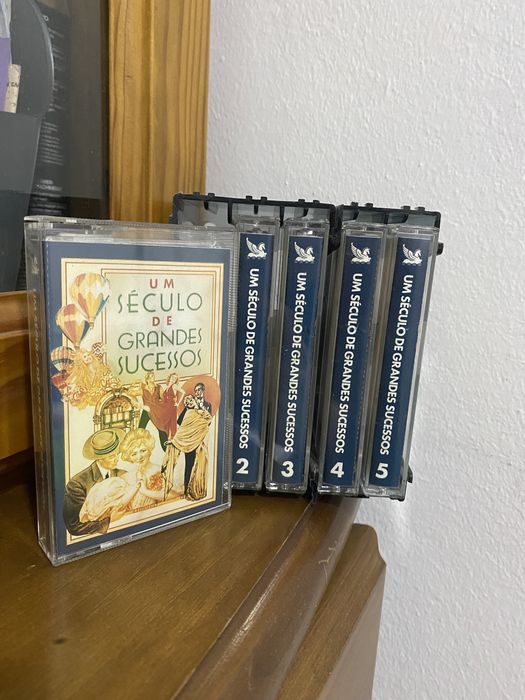 UM
SÉCULO
DE
GRANDES
SUCESSOS
UM SÉCULO DE GRANDES SUCESSOS 2
UM SÉCULO DE GRANDES SUCESSOS 3
UM SÉCULO DE GRANDES SUCESSOS 4
UM SÉCULO DE GRANDES SUCESSOS 5